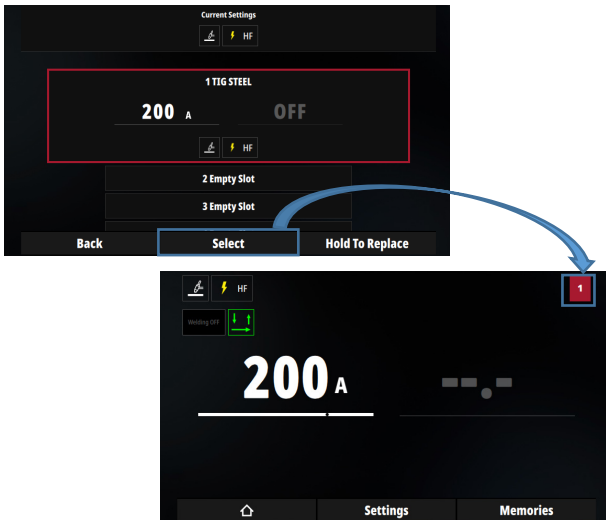 Current Settings
HF
1 TIG STEEL
200 A OFF
HF
2 Empty Slot
3 Empty Slot
Back Select Hold To Replace
HF 1
Welding OFF
200 A --.-
Settings Memories